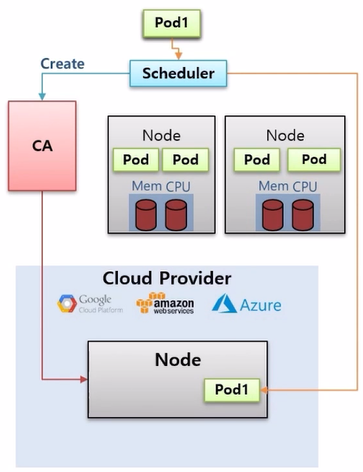 Pod1
Create
Scheduler
CA
Node
Pod Pod
Mem CPU
Node
Pod Pod
Mem CPU
Cloud Provider
Google
Cloud Platform
amazon
webservices
Azure
Node
Pod1